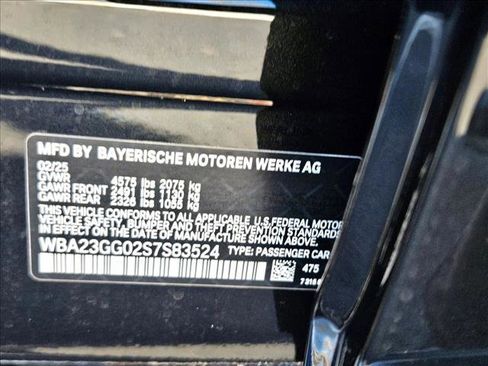 MFD BY BAYERISCHE MOTOREN WERKE AG
02/25
GVWR 4575 lbs 2075 kg
GAWR FRONT 2491 lbs 1130 kg
GAWR REAR 2326 lbs 1055 kg
THIS VEHICLE CONFORMS TO ALL APPLICABLE U.S. FEDERAL MOTOR
VEHICLE SAFETY, BUMPER AND THEFT PREVENTION STANDARDS
IN EFFECT ON THE DATE OF MANUFACTURE SHOWN ABOVE.
WBA23GG02S7S83524 TYPE: PASSENGER CAR
475